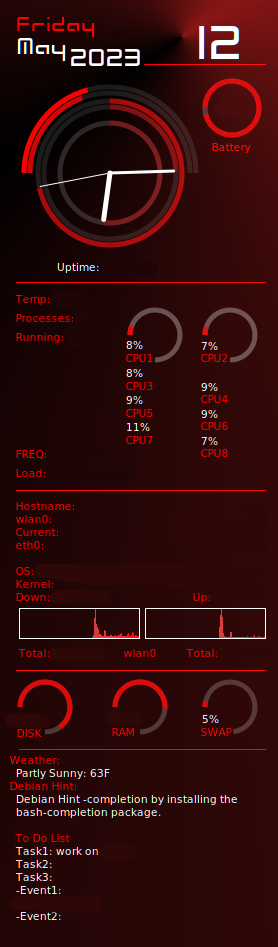 Friday
May 2023 12
Battery
Uptime:
Temp:
Processes:
Running:
8% 7%
CPU1 CPU2
8%
CPU3 9%
CPU4
9% 9%
CPU5 CPU6
11% 7%
CPU7 CPU8
FREQ:
Load:
Hostname:
wlan0:
Current:
eth0:
OS:
Kernel:
Down: Up:
Total: wlan0 Total:
5%
DISK RAM SWAP
Weather:
Partly Sunny: 63F
Debian Hint:
Debian Hint -completion by installing the
bash-completion package.
To Do List
Task1: work on
Task2:
Task3:
-Event1:
-Event2: